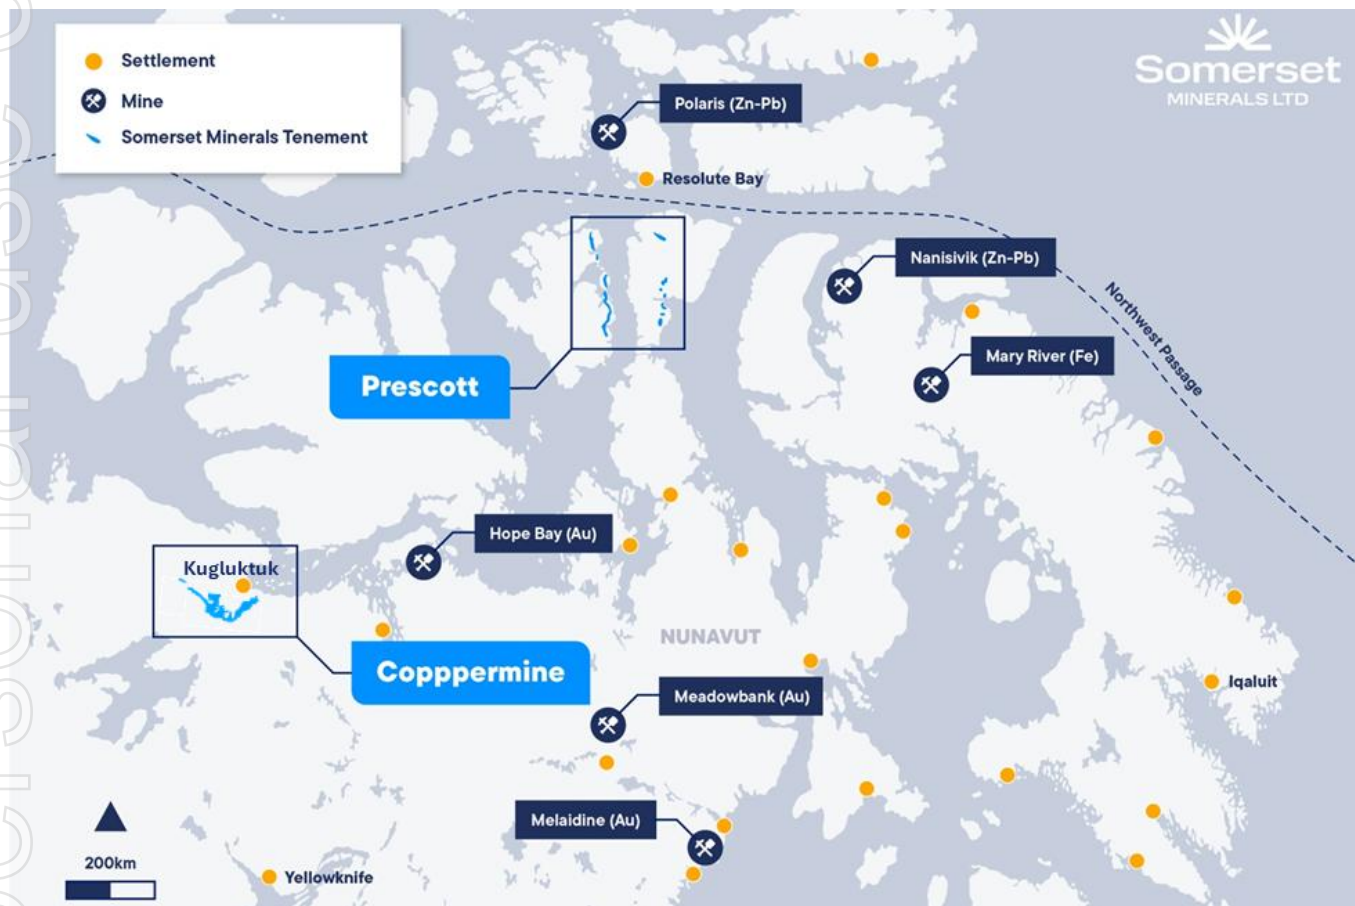 Settlement
Mine
Somerset Minerals Tenement
Somerset
MINERALS LTD
Polaris (Zn-Pb)
Resolute Bay
Nanisivik (Zn-Pb)
Northwest Passage
Mary River (Fe)
Prescott
Hope Bay (Au)
Kugluktuk
NUNAVUT
Copppermine
Meadowbank (Au)
Iqaluit
Melaidine (Au)
200km
Yellowknife